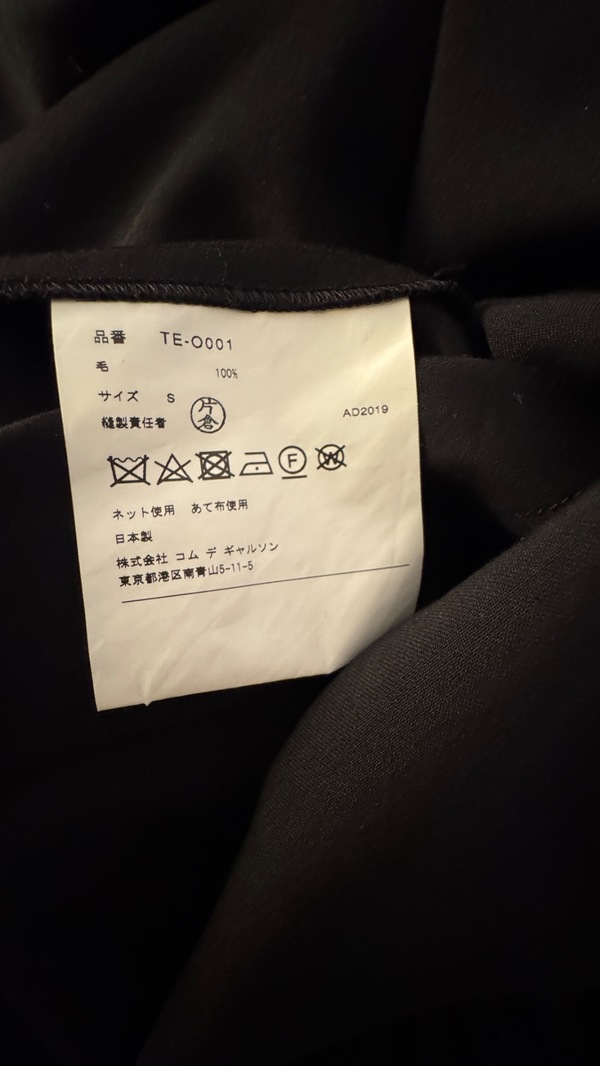 品番 TE-O001
毛 100%
サイズ S
縫製責任者 片倉
AD2019
F W
ネット使用 あて布使用
日本製
株式会社 コム デ ギャルソン
東京都港区南青山5-11-5